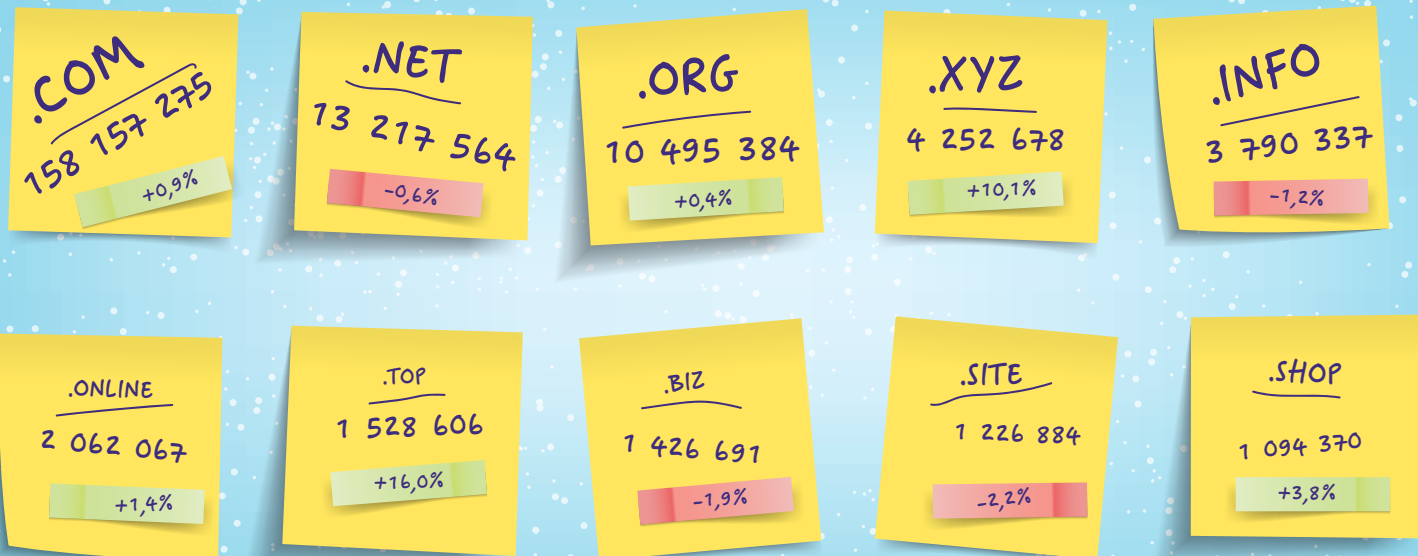 .COM
158 157 275
+0,9%
.NET
13 217 564
-0,6%
.ORG
10 495 384
+0,4%
.XYZ
4 252 678
+10,1%
.INFO
3 790 337
-1,2%
.ONLINE
2 062 067
+1,4%
.TOP
1 528 606
+16,0%
.BIZ
1 426 691
-1,9%
.SITE
1 226 884
-2,2%
.SHOP
1 094 370
+3,8%